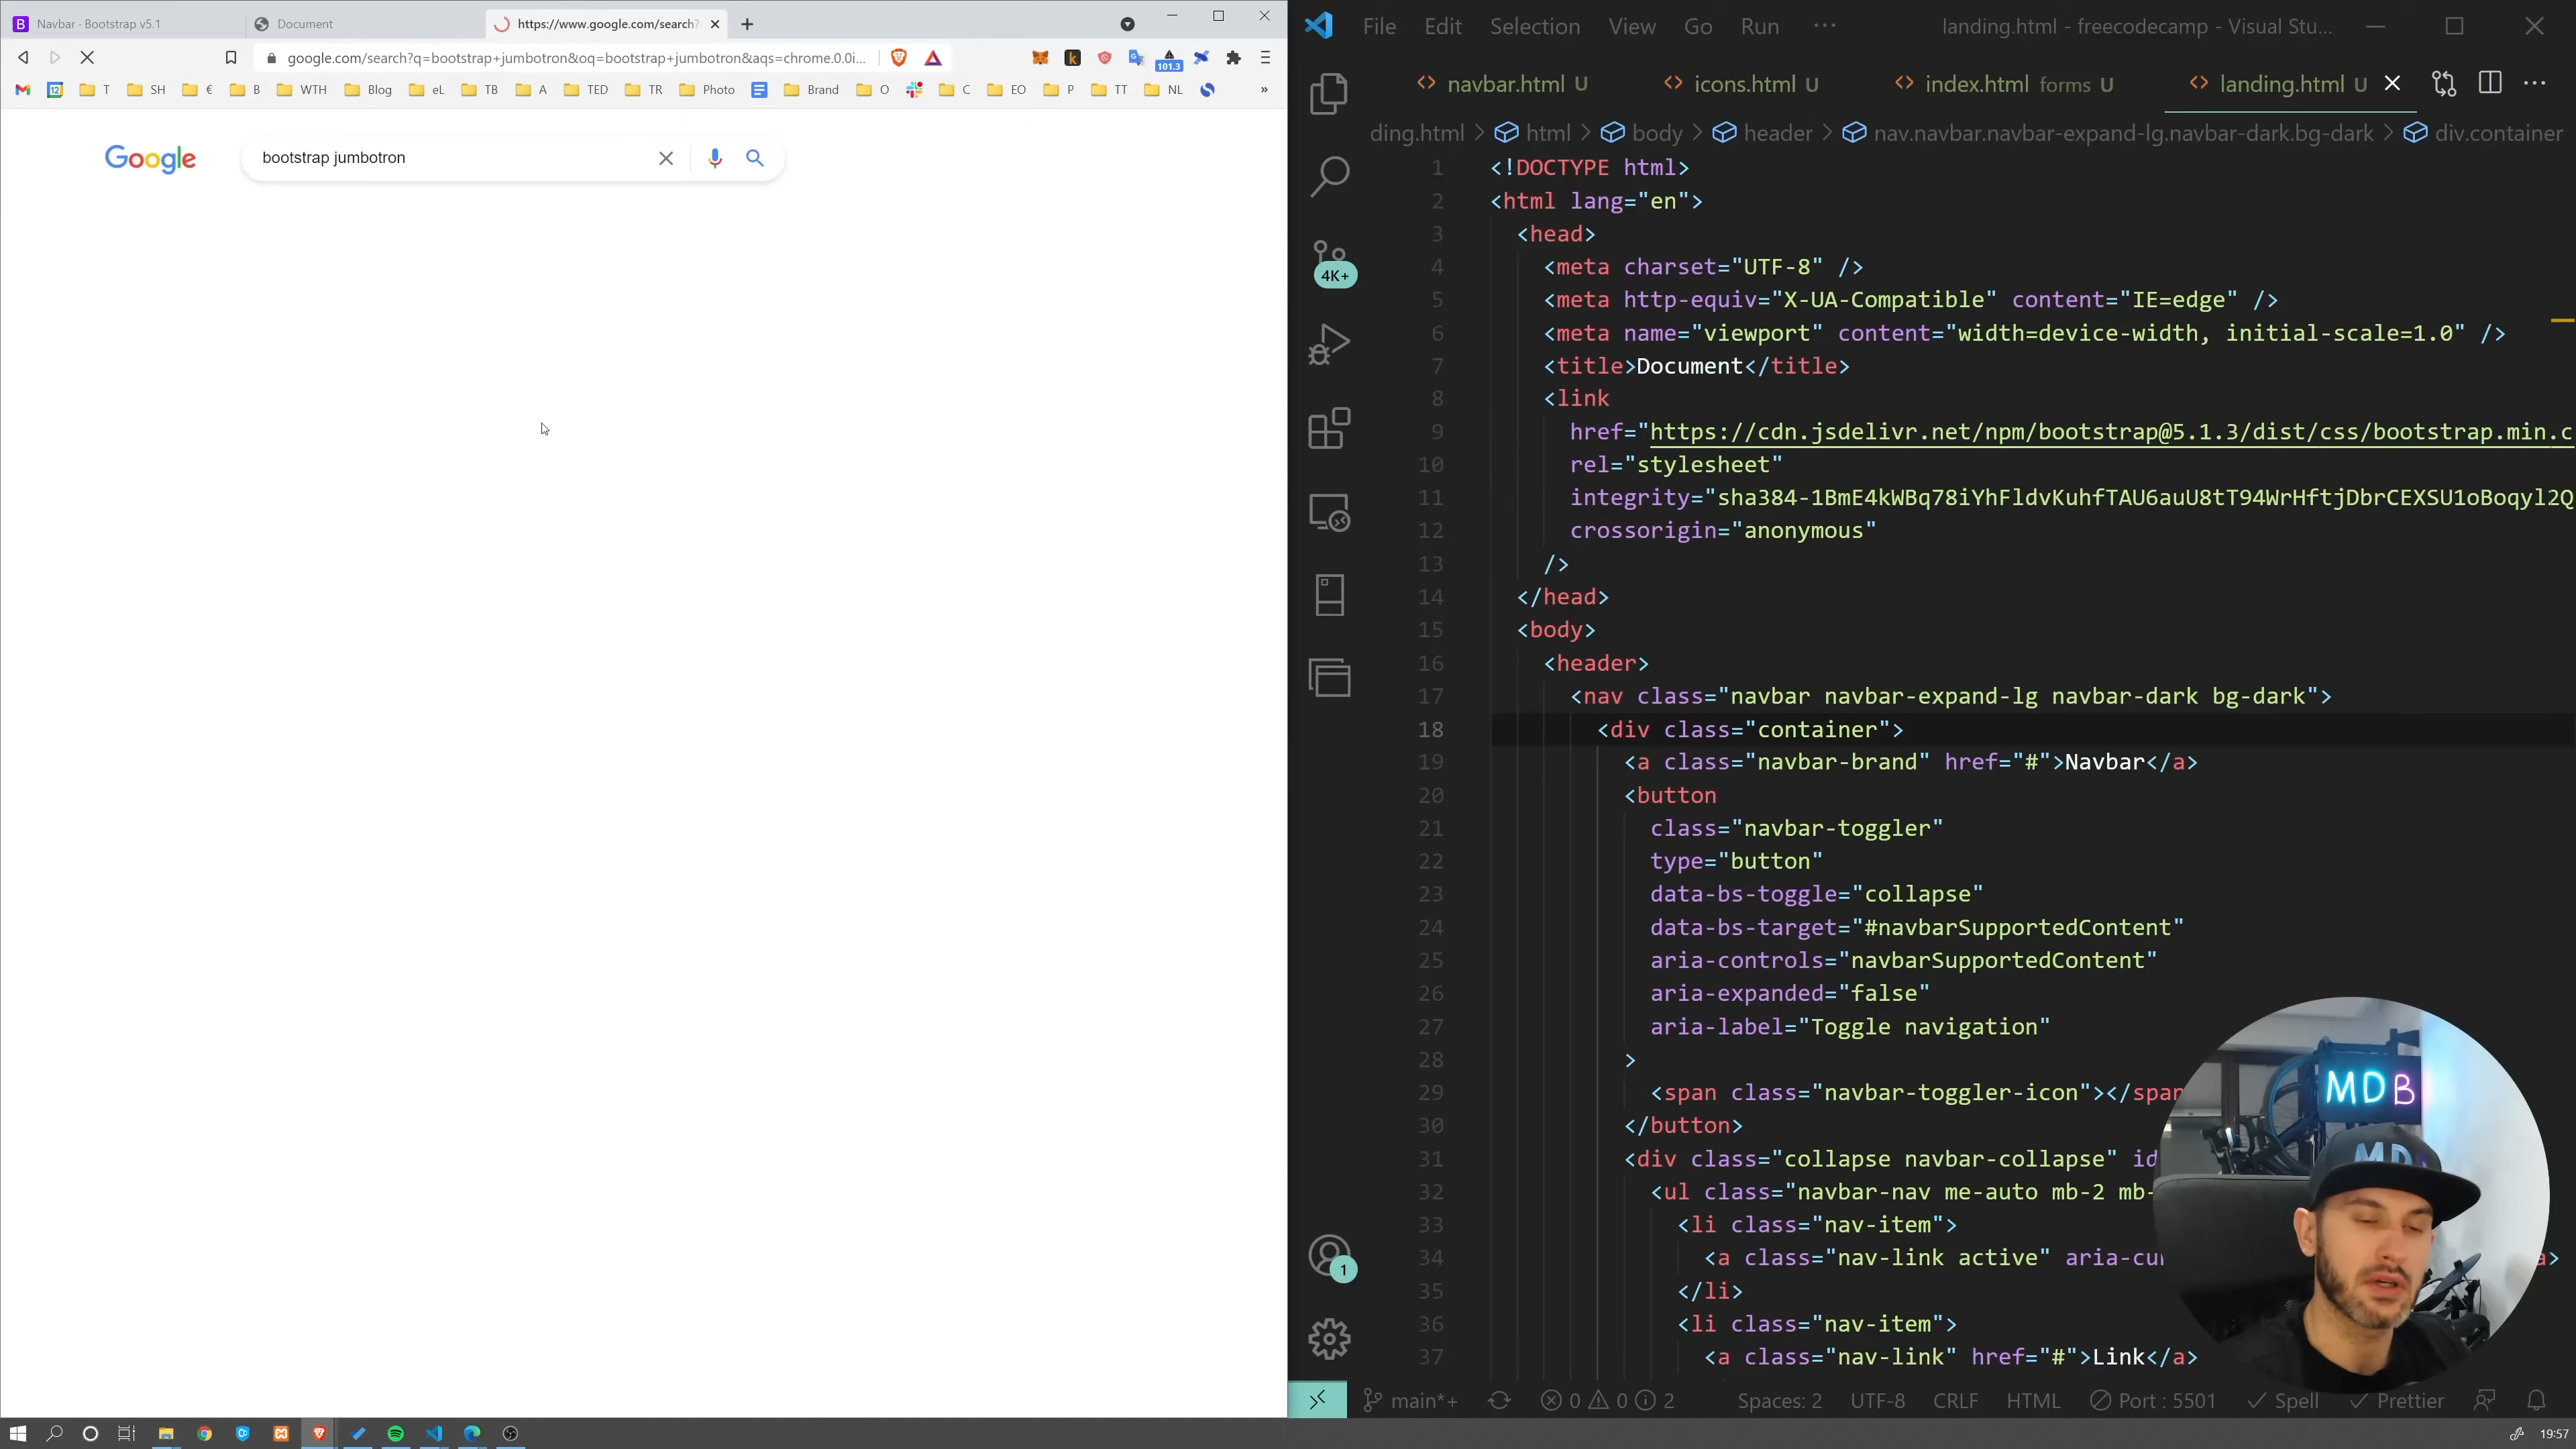 Navbar · Bootstrap v5.1
Document
https://www.google.com/search?
google.com/search?q=bootstrap+jumbotron&oq=bootstrap+jumbotron&aqs=chrome.0.0i...
101.3
12 T SH € B WTH Blog eL TB A TED TR Photo Brand O C EO P TT NL »
Google
bootstrap jumbotron
File Edit Selection View Go Run ···
landing.html - freecodecamp - Visual Stu...
navbar.html U icons.html U index.html forms U landing.html U
ding.html > html > body > header > nav.navbar.navbar-expand-lg.navbar-dark.bg-dark > div.container
4K+
1
1 <!DOCTYPE html>
2 <html lang="en">
3 <head>
4 <meta charset="UTF-8" />
5 <meta http-equiv="X-UA-Compatible" content="IE=edge" />
6 <meta name="viewport" content="width=device-width, initial-scale=1.0" />
7 <title>Document</title>
8 <link
9 href="https://cdn.jsdelivr.net/npm/bootstrap@5.1.3/dist/css/bootstrap.min.c
10 rel="stylesheet"
11 integrity="sha384-1BmE4kWBq78iYhFldvKuhfTAU6auU8tT94WrHftjDbrCEXSU1oBoqyl2Q
12 crossorigin="anonymous"
13 />
14 </head>
15 <body>
16 <header>
17 <nav class="navbar navbar-expand-lg navbar-dark bg-dark">
18 <div class="container">
19 <a class="navbar-brand" href="#">Navbar</a>
20 <button
21 class="navbar-toggler"
22 type="button"
23 data-bs-toggle="collapse"
24 data-bs-target="#navbarSupportedContent"
25 aria-controls="navbarSupportedContent"
26 aria-expanded="false"
27 aria-label="Toggle navigation"
28 >
29 <span class="navbar-toggler-icon"></span
30 </button>
31 <div class="collapse navbar-collapse" id
32 <ul class="navbar-nav me-auto mb-2 mb-
33 <li class="nav-item">
34 <a class="nav-link active" aria-cu a>
35 </li>
36 <li class="nav-item">
37 <a class="nav-link" href="#">Link</a>
MDB
MD
main*+ 0 0 2 Spaces: 2 UTF-8 CRLF HTML Port : 5501 Spell Prettier
19:57